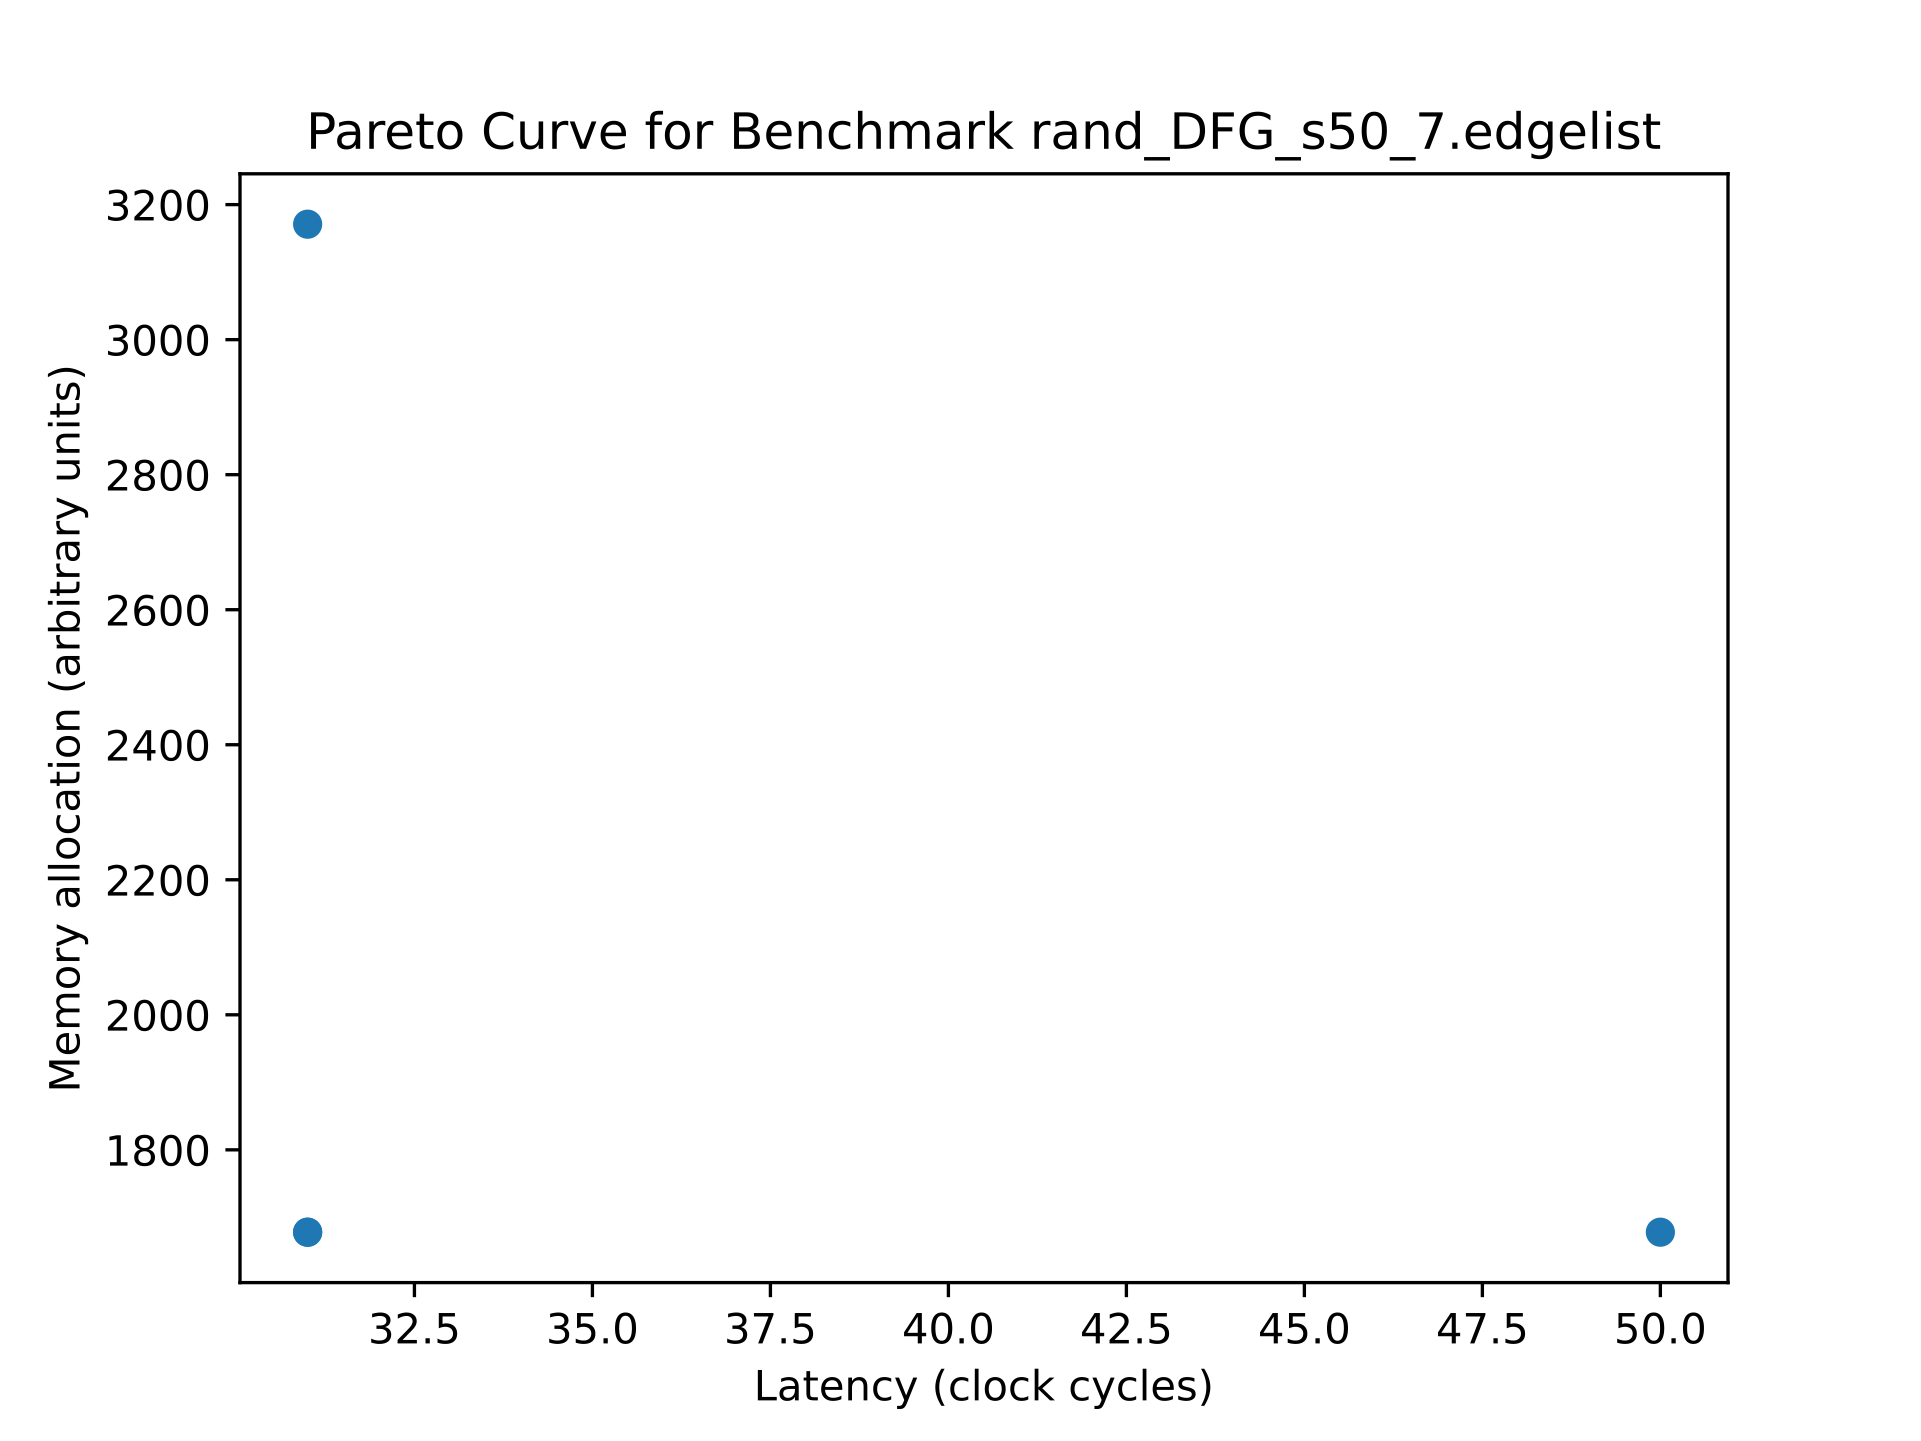 Pareto Curve for Benchmark rand_DFG_s50_7.edgelist
Memory allocation (arbitrary units)
3200
3000
2800
2600
2400
2200
2000
1800
32.5 35.0 37.5 40.0 42.5 45.0 47.5 50.0
Latency (clock cycles)